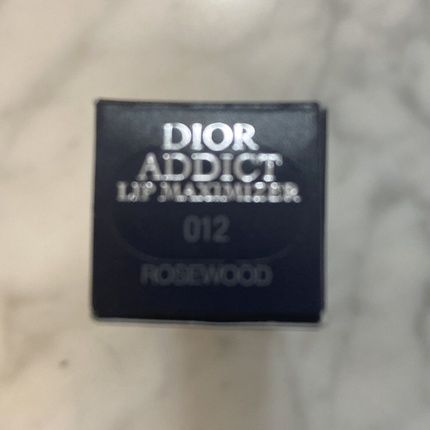 DIOR
ADDICT
LIP MAXIMIZER
012
ROSEWOOD